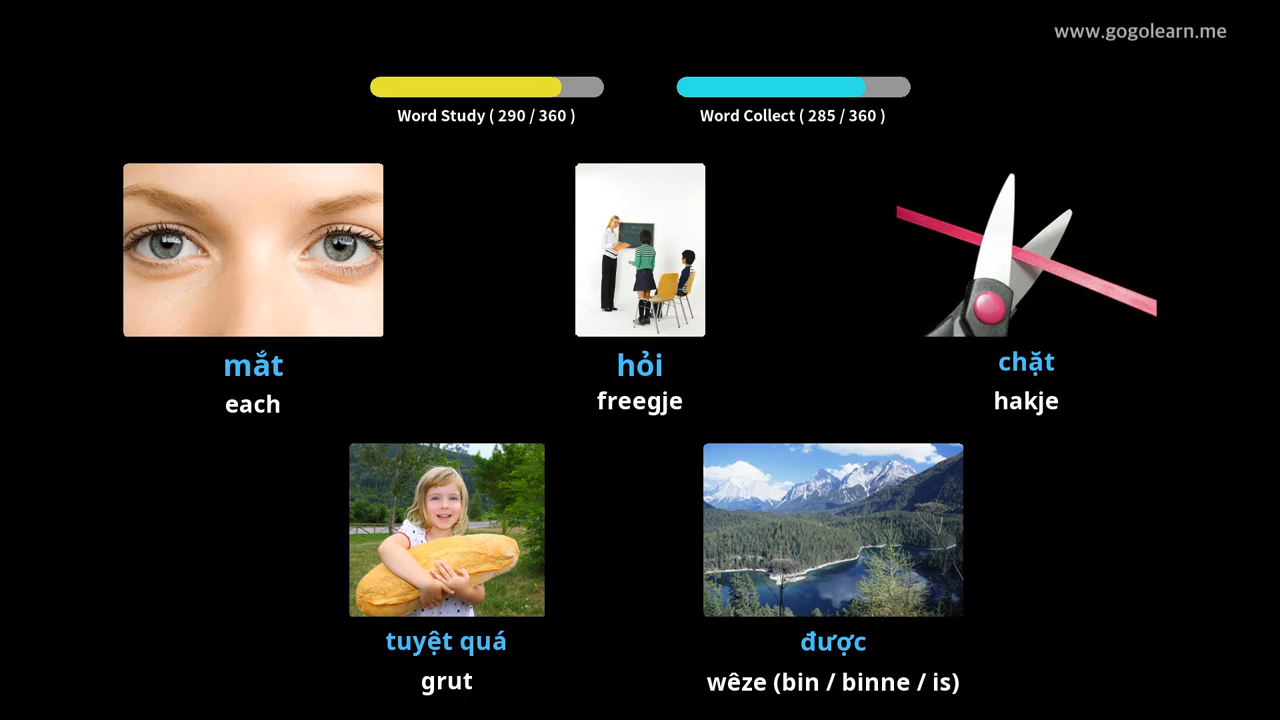 www.gogolearn.me
Word Study ( 290 / 360 )
Word Collect ( 285 / 360 )
mắt
each
hỏi
freegje
chặt
hakje
tuyệt quá
grut
được
wêze (bin / binne / is)